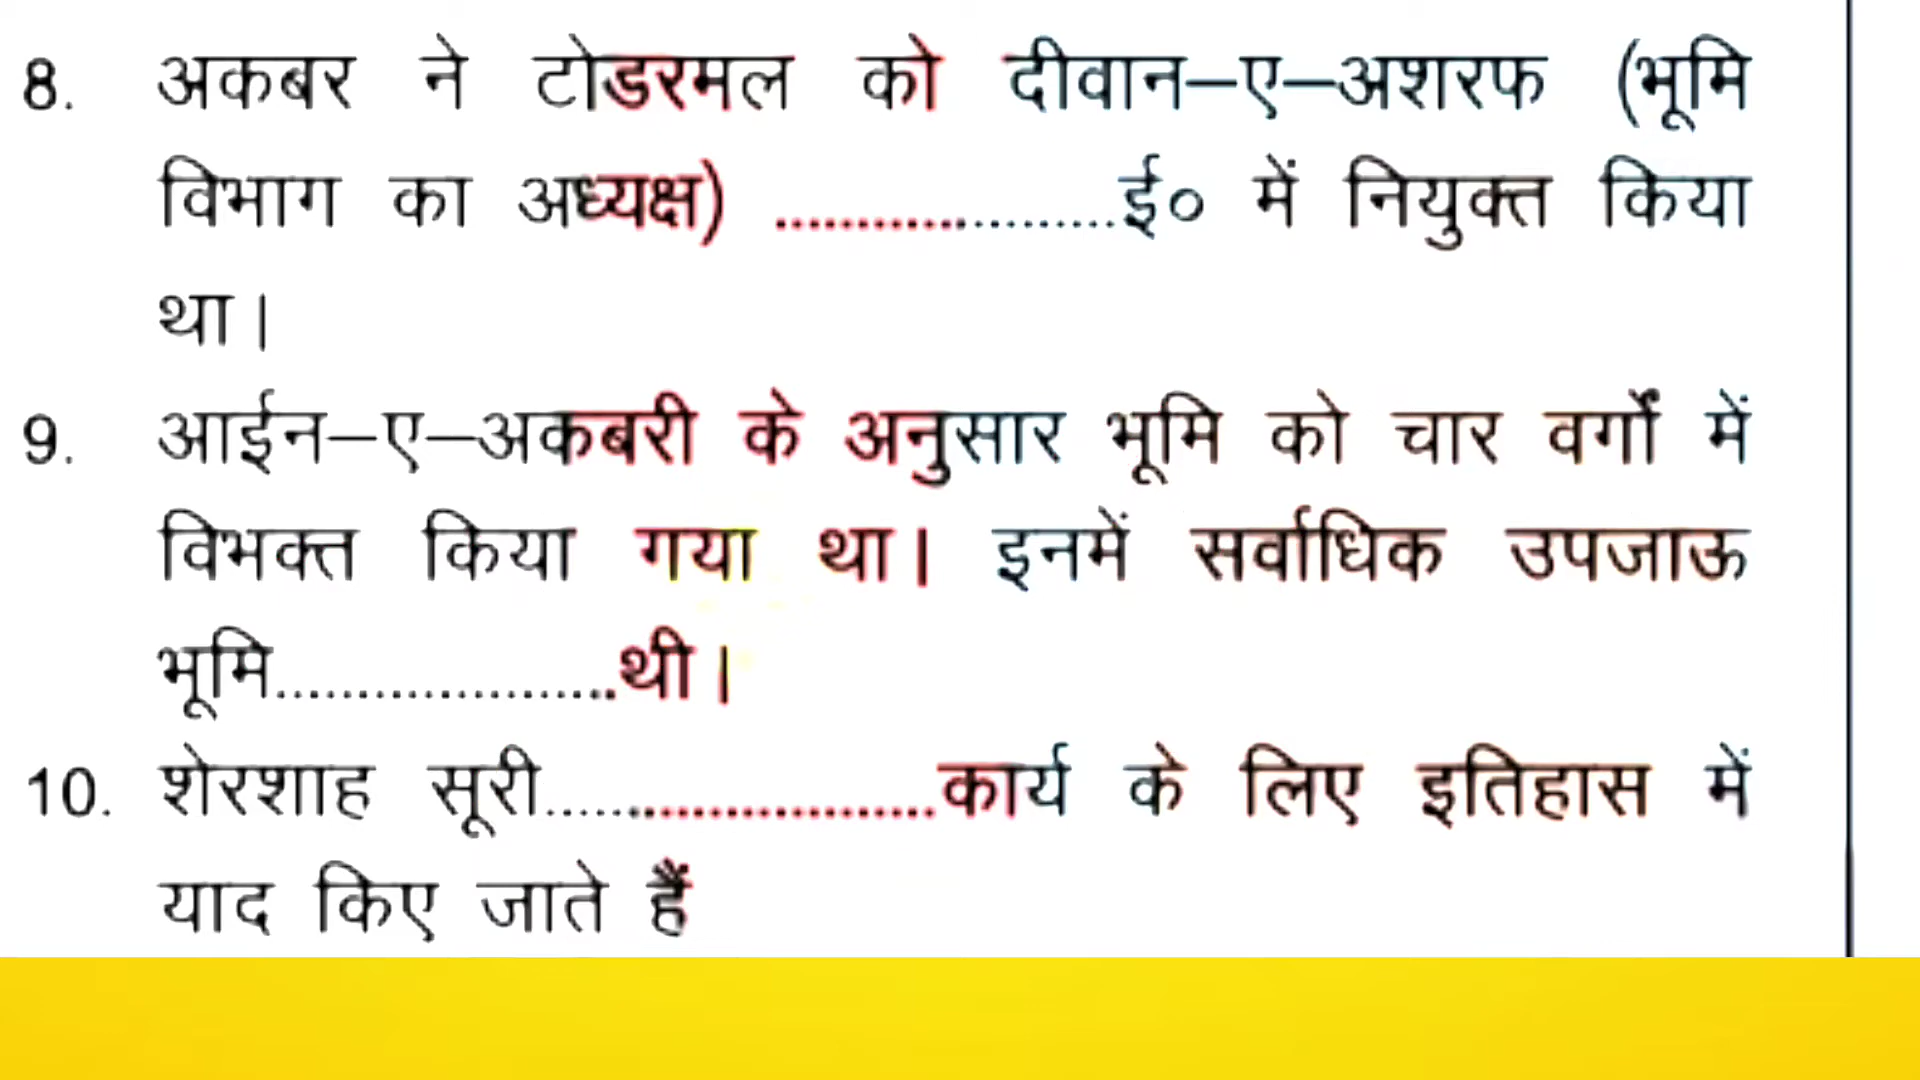 8. अकबर ने टोडरमल को दीवान–ए–अशरफ (भूमि
विभाग का अध्यक्ष) .....................ई० में नियुक्त किया
था।
9. आईन–ए–अकबरी के अनुसार भूमि को चार वर्गों में
विभक्त किया गया था। इनमें सर्वाधिक उपजाऊ
भूमि.....................थी।
10. शेरशाह सूरी........................कार्य के लिए इतिहास में
याद किए जाते हैं